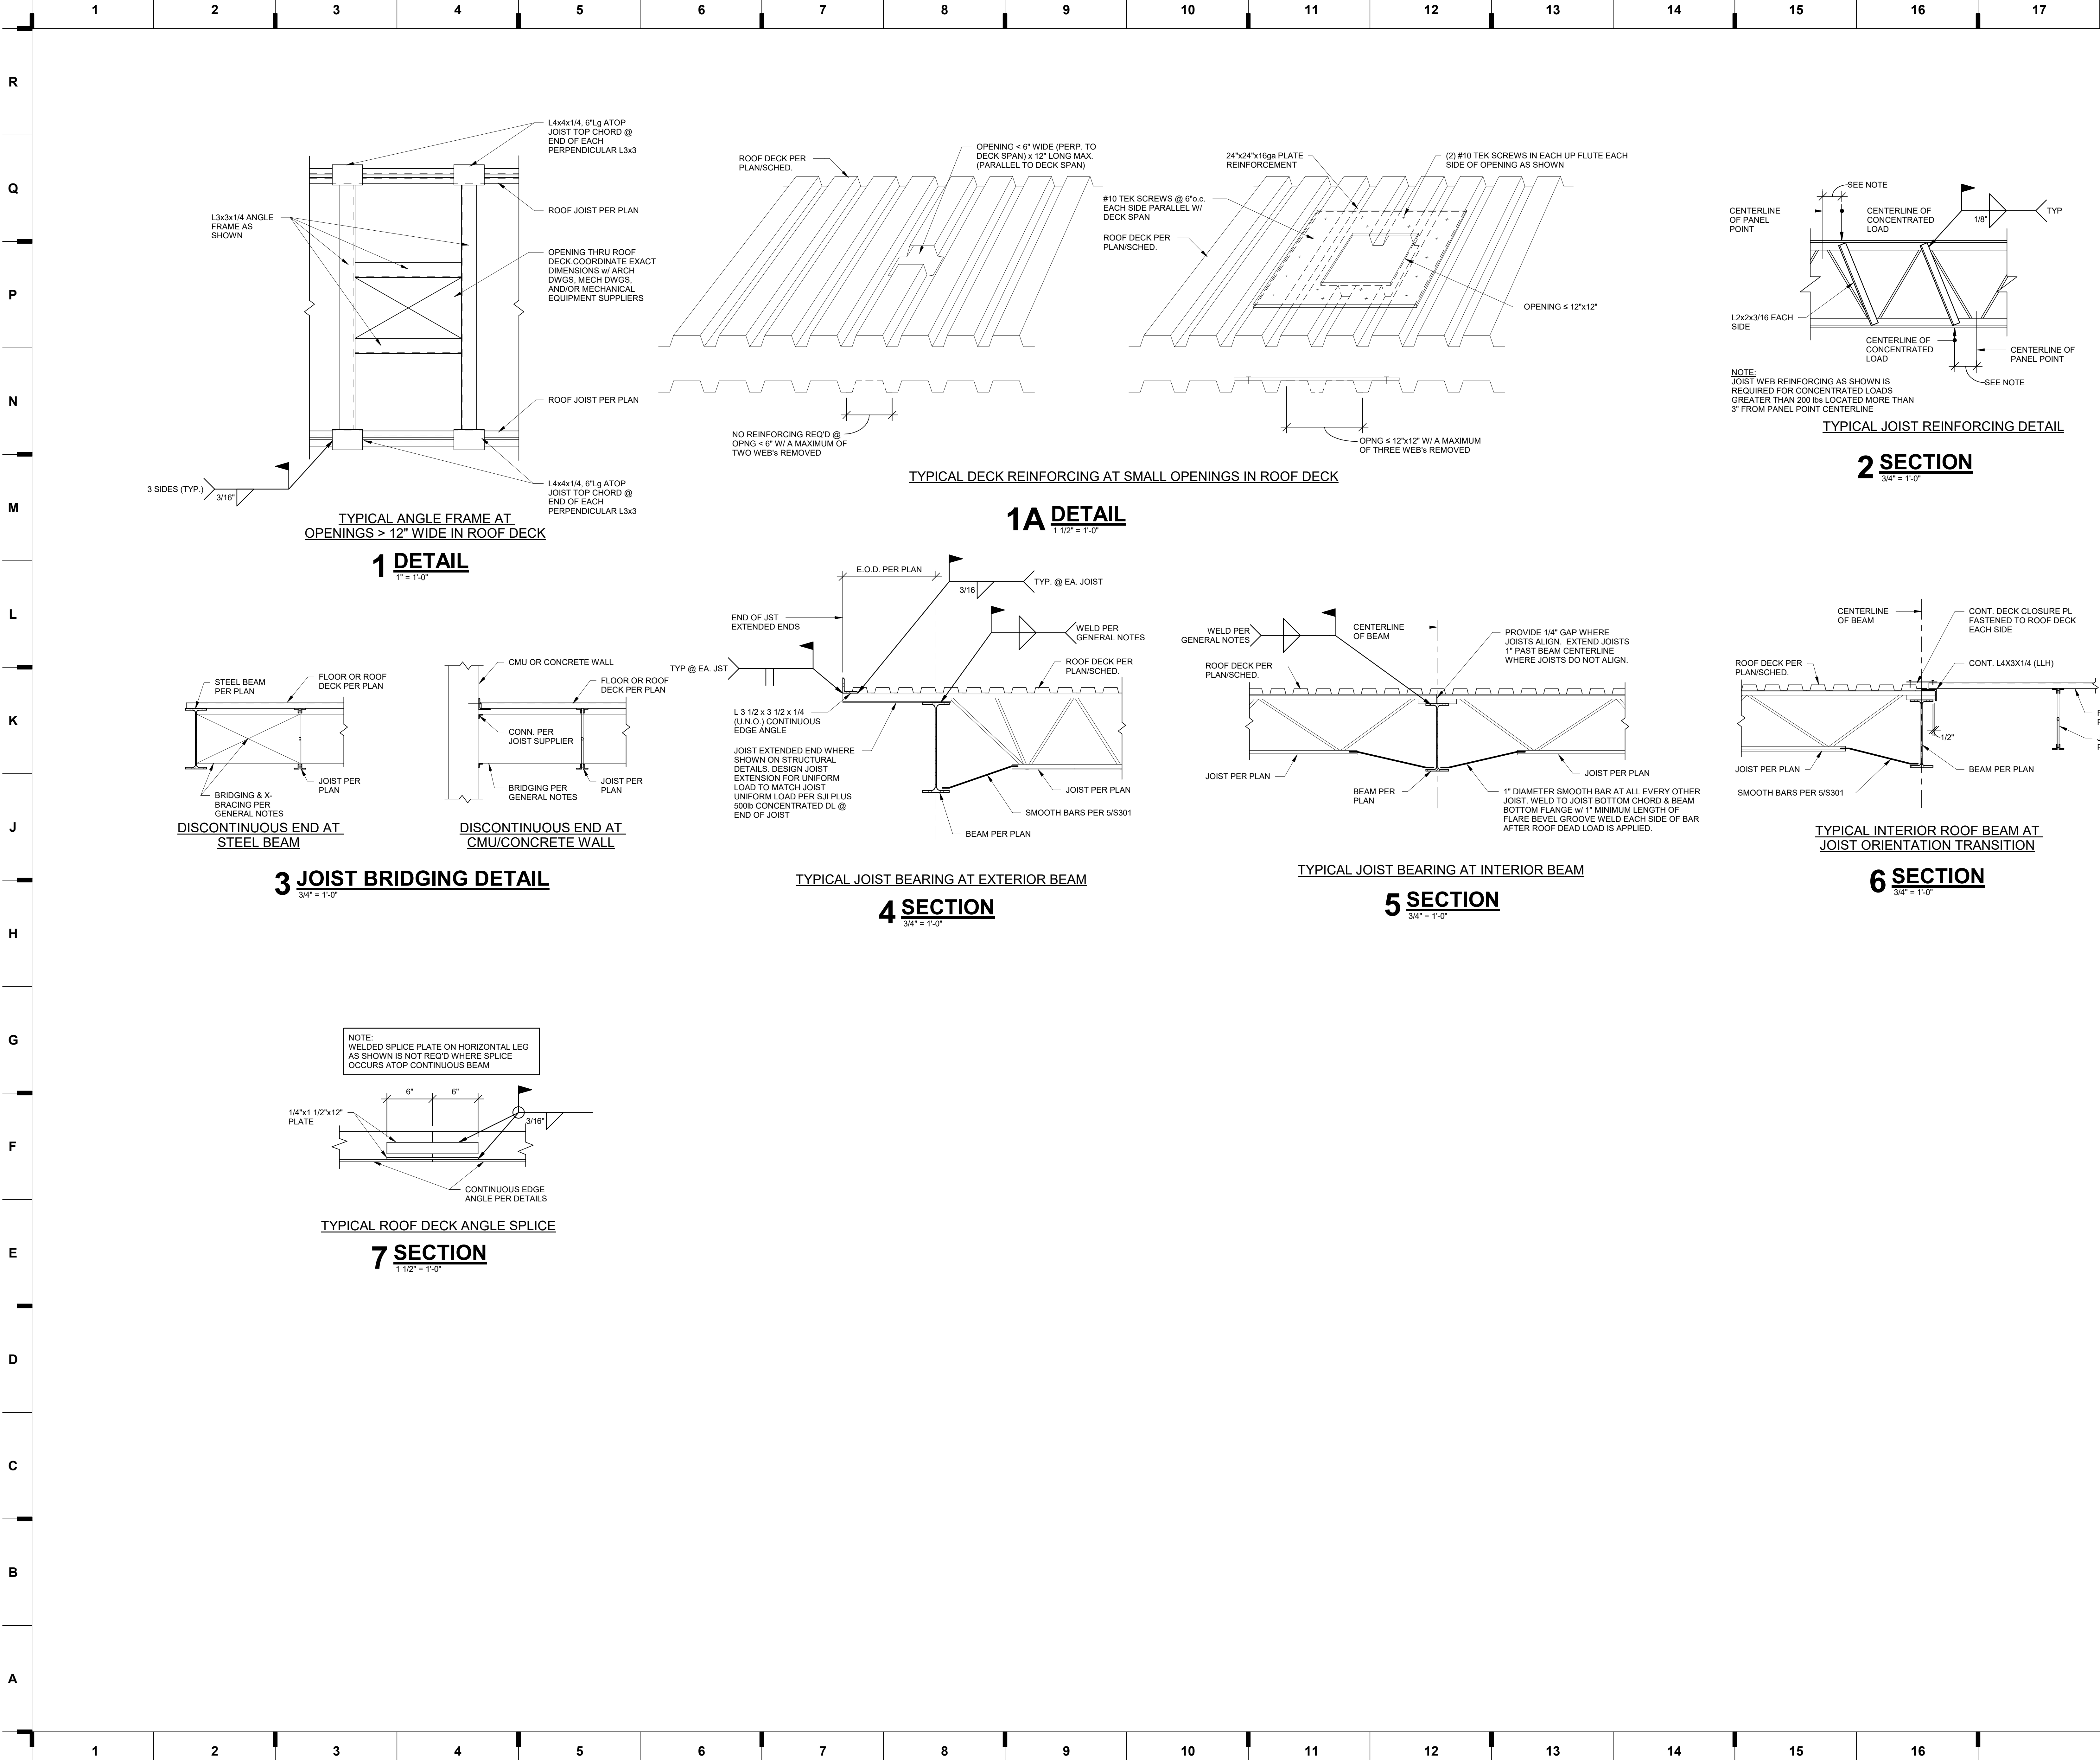 1 2 3 4 5 6 7 8 9 10 11 12 13 14 15 16 17
R
Q
P
N
M
L
K
J
H
G
F
E
D
C
B
A
L4x4x1/4, 6"Lg ATOP
JOIST TOP CHORD @
END OF EACH
PERPENDICULAR L3x3
ROOF JOIST PER PLAN
L3x3x1/4 ANGLE
FRAME AS
SHOWN
OPENING THRU ROOF
DECK.COORDINATE EXACT
DIMENSIONS w/ ARCH
DWGS, MECH DWGS,
AND/OR MECHANICAL
EQUIPMENT SUPPLIERS
ROOF JOIST PER PLAN
3 SIDES (TYP.)
3/16"
L4x4x1/4, 6"Lg ATOP
JOIST TOP CHORD @
END OF EACH
PERPENDICULAR L3x3
TYPICAL ANGLE FRAME AT
OPENINGS > 12" WIDE IN ROOF DECK
1 DETAIL
1" = 1'-0"
ROOF DECK PER
PLAN/SCHED.
OPENING < 6" WIDE (PERP. TO
DECK SPAN) x 12" LONG MAX.
(PARALLEL TO DECK SPAN)
NO REINFORCING REQ'D @
OPNG < 6" W/ A MAXIMUM OF
TWO WEB's REMOVED
24"x24"x16ga PLATE
REINFORCEMENT
(2) #10 TEK SCREWS IN EACH UP FLUTE EACH
SIDE OF OPENING AS SHOWN
#10 TEK SCREWS @ 6"o.c.
EACH SIDE PARALLEL W/
DECK SPAN
ROOF DECK PER
PLAN/SCHED.
OPENING ≤ 12"x12"
OPNG ≤ 12"x12" W/ A MAXIMUM
OF THREE WEB's REMOVED
TYPICAL DECK REINFORCING AT SMALL OPENINGS IN ROOF DECK
1A DETAIL
1 1/2" = 1'-0"
SEE NOTE
CENTERLINE
OF PANEL
POINT
CENTERLINE OF
CONCENTRATED
LOAD
1/8"
TYP
L2x2x3/16 EACH
SIDE
CENTERLINE OF
CONCENTRATED
LOAD
CENTERLINE OF
PANEL POINT
SEE NOTE
NOTE:
JOIST WEB REINFORCING AS SHOWN IS
REQUIRED FOR CONCENTRATED LOADS
GREATER THAN 200 lbs LOCATED MORE THAN
3" FROM PANEL POINT CENTERLINE
TYPICAL JOIST REINFORCING DETAIL
2 SECTION
3/4" = 1'-0"
STEEL BEAM
PER PLAN
FLOOR OR ROOF
DECK PER PLAN
BRIDGING & X-
BRACING PER
GENERAL NOTES
JOIST PER
PLAN
DISCONTINUOUS END AT
STEEL BEAM
CMU OR CONCRETE WALL
FLOOR OR ROOF
DECK PER PLAN
CONN. PER
JOIST SUPPLIER
BRIDGING PER
GENERAL NOTES
JOIST PER
PLAN
DISCONTINUOUS END AT
CMU/CONCRETE WALL
3 JOIST BRIDGING DETAIL
3/4" = 1'-0"
E.O.D. PER PLAN
3/16
TYP. @ EA. JOIST
END OF JST
EXTENDED ENDS
WELD PER
GENERAL NOTES
TYP @ EA. JST
ROOF DECK PER
PLAN/SCHED.
L 3 1/2 x 3 1/2 x 1/4
(U.N.O.) CONTINUOUS
EDGE ANGLE
JOIST EXTENDED END WHERE
SHOWN ON STRUCTURAL
DETAILS. DESIGN JOIST
EXTENSION FOR UNIFORM
LOAD TO MATCH JOIST
UNIFORM LOAD PER SJI PLUS
500lb CONCENTRATED DL @
END OF JOIST
JOIST PER PLAN
SMOOTH BARS PER 5/S301
BEAM PER PLAN
TYPICAL JOIST BEARING AT EXTERIOR BEAM
4 SECTION
3/4" = 1'-0"
WELD PER
GENERAL NOTES
CENTERLINE
OF BEAM
PROVIDE 1/4" GAP WHERE
JOISTS ALIGN. EXTEND JOISTS
1" PAST BEAM CENTERLINE
WHERE JOISTS DO NOT ALIGN.
ROOF DECK PER
PLAN/SCHED.
JOIST PER PLAN
JOIST PER PLAN
BEAM PER
PLAN
1" DIAMETER SMOOTH BAR AT ALL EVERY OTHER
JOIST. WELD TO JOIST BOTTOM CHORD & BEAM
BOTTOM FLANGE w/ 1" MINIMUM LENGTH OF
FLARE BEVEL GROOVE WELD EACH SIDE OF BAR
AFTER ROOF DEAD LOAD IS APPLIED.
TYPICAL JOIST BEARING AT INTERIOR BEAM
5 SECTION
3/4" = 1'-0"
CENTERLINE
OF BEAM
CONT. DECK CLOSURE PL
FASTENED TO ROOF DECK
EACH SIDE
ROOF DECK PER
PLAN/SCHED.
CONT. L4X3X1/4 (LLH)
1/2"
JOIST PER PLAN
BEAM PER PLAN
SMOOTH BARS PER 5/S301
TYPICAL INTERIOR ROOF BEAM AT
JOIST ORIENTATION TRANSITION
6 SECTION
3/4" = 1'-0"
NOTE:
WELDED SPLICE PLATE ON HORIZONTAL LEG
AS SHOWN IS NOT REQ'D WHERE SPLICE
OCCURS ATOP CONTINUOUS BEAM
6" 6"
1/4"x1 1/2"x12"
PLATE
3/16"
CONTINUOUS EDGE
ANGLE PER DETAILS
TYPICAL ROOF DECK ANGLE SPLICE
7 SECTION
1 1/2" = 1'-0"
1 2 3 4 5 6 7 8 9 10 11 12 13 14 15 16 17